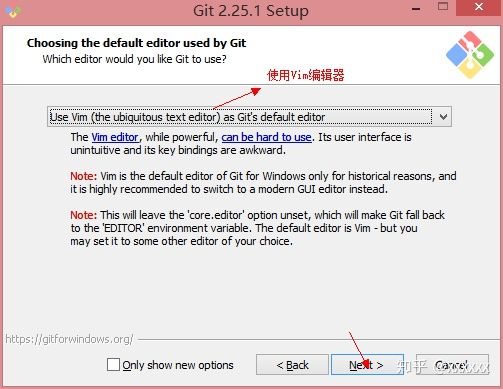 Git 2.25.1 Setup
Choosing the default editor used by Git
Which editor would you like Git to use?
使用Vim编辑器
Use Vim (the ubiquitous text editor) as Git's default editor
The Vim editor, while powerful, can be hard to use. Its user interface is
unintuitive and its key bindings are awkward.
Note: Vim is the default editor of Git for Windows only for historical reasons, and
it is highly recommended to switch to a modern GUI editor instead.
Note: This will leave the 'core.editor' option unset, which will make Git fall back
to the 'EDITOR' environment variable. The default editor is Vim - but you
may set it to some other editor of your choice.
https://gitforwindows.org/
Only show new options
< Back
Next >
Cancel
知乎